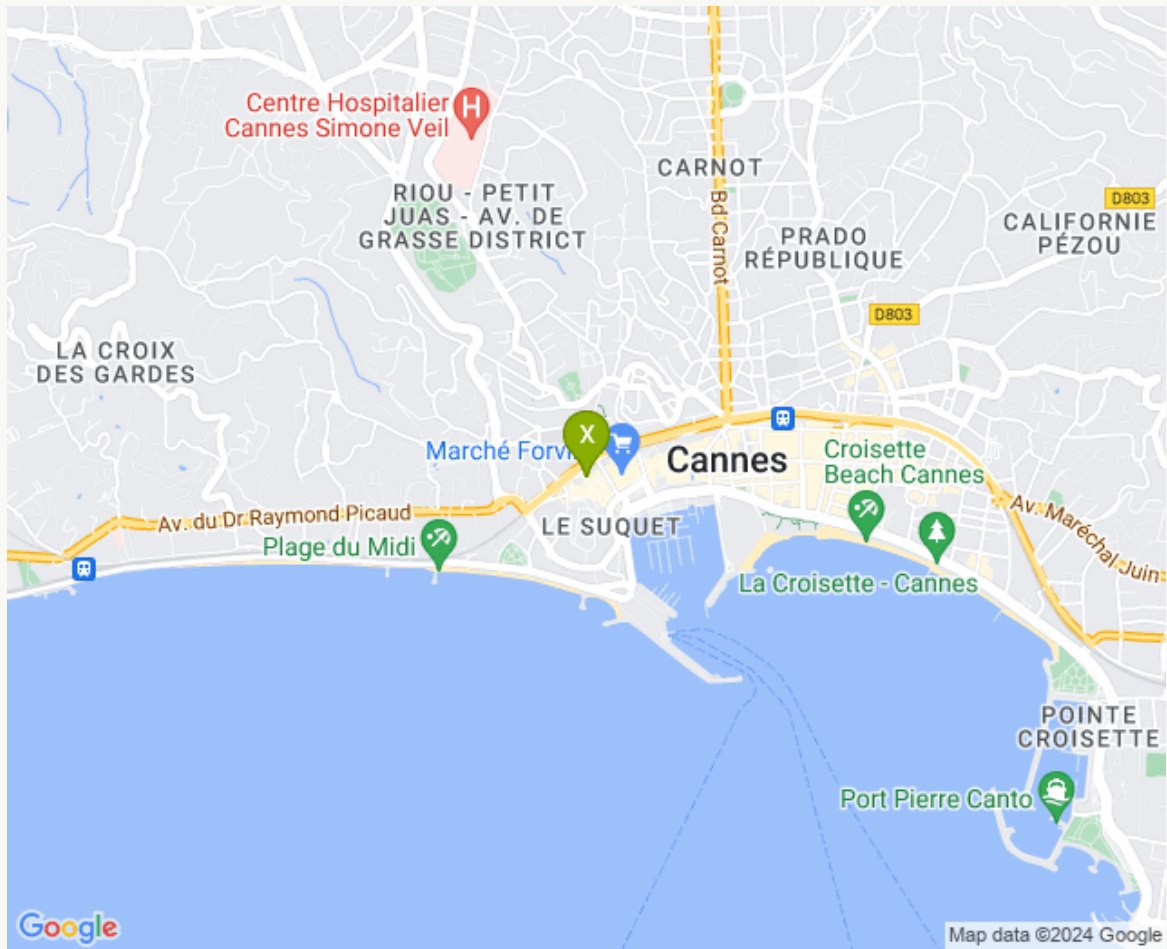 Centre Hospitalier
Cannes Simone Veil
H
CARNOT
RIOU - PETIT
JUAS - AV. DE
GRASSE DISTRICT
Bd Carnot
D803
CALIFORNIE
PÉZOU
PRADO
RÉPUBLIQUE
D803
LA CROIX
DES GARDES
X
Marché Forvi
Cannes
Croisette
Beach Cannes
Av. du Dr Raymond Picaud
LE SUQUET
Av. Maréchal Juin
Plage du Midi
La Croisette - Cannes
POINTE
CROISETTE
Port Pierre Canto
Google
Map data ©2024 Google